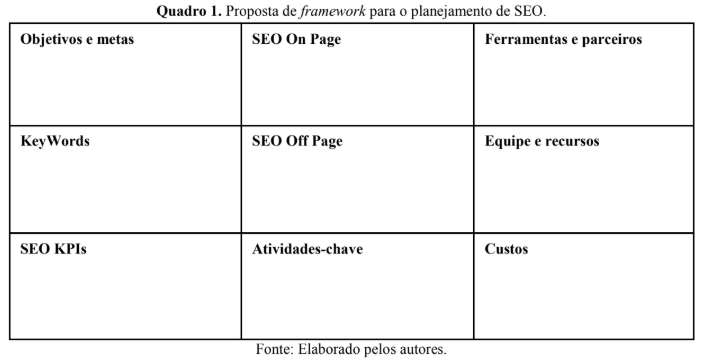 Quadro 1. Proposta de framework para o planejamento de SEO.
Objetivos e metas
SEO On Page
Ferramentas e parceiros
KeyWords
SEO Off Page
Equipe e recursos
SEO KPIs
Atividades-chave
Custos
Fonte: Elaborado pelos autores.